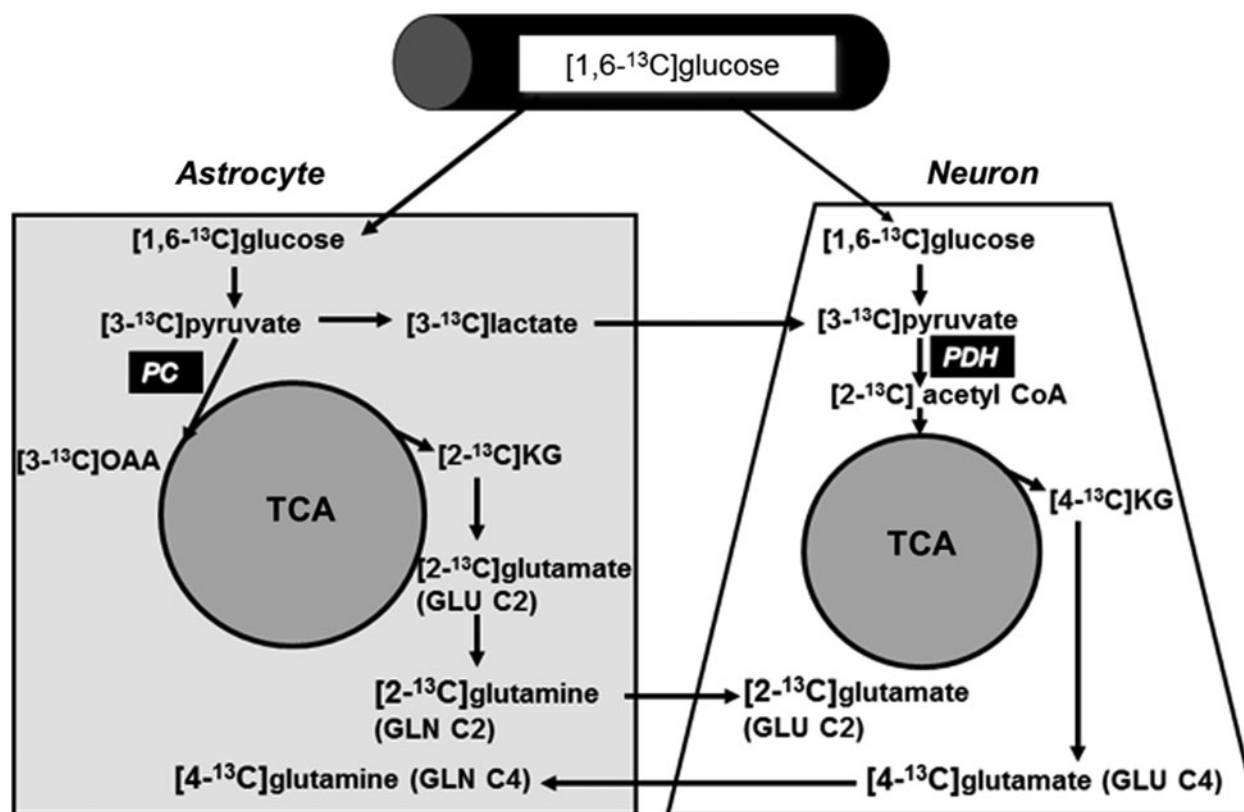 [1,6-¹³C]glucose
Astrocyte
Neuron
[1,6-¹³C]glucose
[1,6-¹³C]glucose
[3-¹³C]pyruvate
[3-¹³C]lactate
[3-¹³C]pyruvate
PC
PDH
[2-¹³C] acetyl CoA
[3-¹³C]OAA
[2-¹³C]KG
[4-¹³C]KG
TCA
TCA
[2-¹³C]glutamate
(GLU C2)
[2-¹³C]glutamine
(GLN C2)
[2-¹³C]glutamate
(GLU C2)
[4-¹³C]glutamine (GLN C4)
[4-¹³C]glutamate (GLU C4)